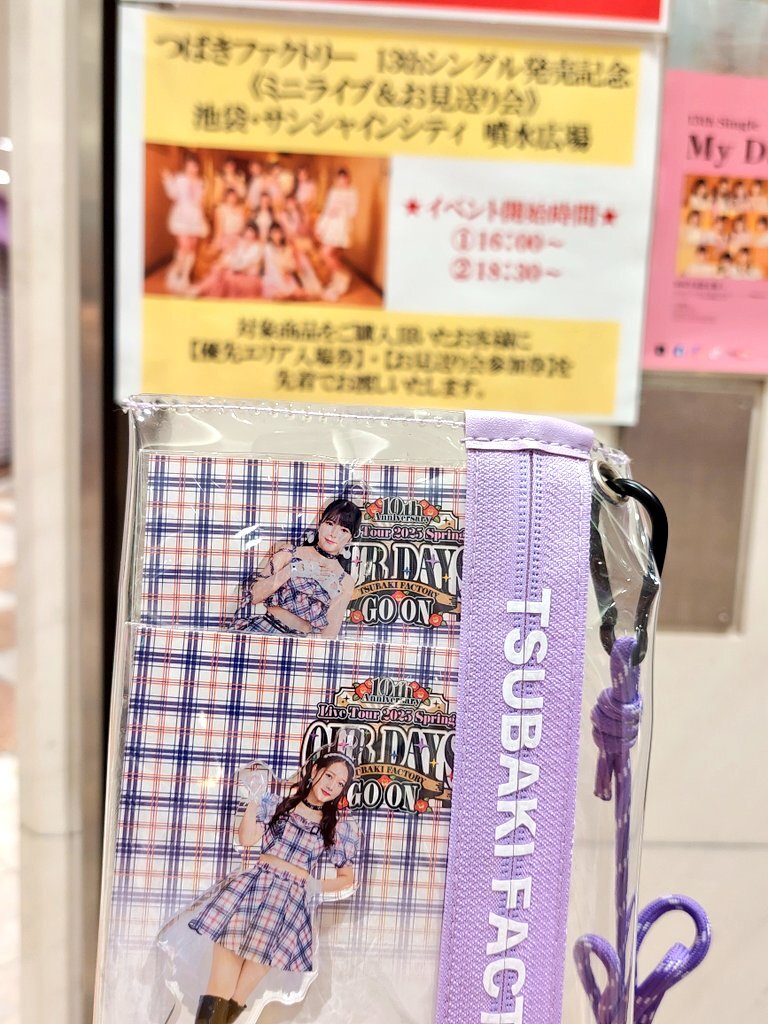 つばきファクトリー 13thシングル発売記念
《ミニライブ&お見送り会》
池袋・サンシャインシティ 噴水広場
★イベント開始時間★
①16:00～
②18:30～
対象商品をご購入頂いたお客様に
【優先エリア入場券】・【お見送り会参加券】を
先着でお渡しいたします。
13th Single
My D
10th
Anniversary
Tour 2025 Spring
OUR DAYS
TSUBAKI FACTORY
GO ON
10th
Anniversary
Live Tour 2025 Spring
OUR DAYS
TSUBAKI FACTORY
GO ON
TSUBAKI FACT